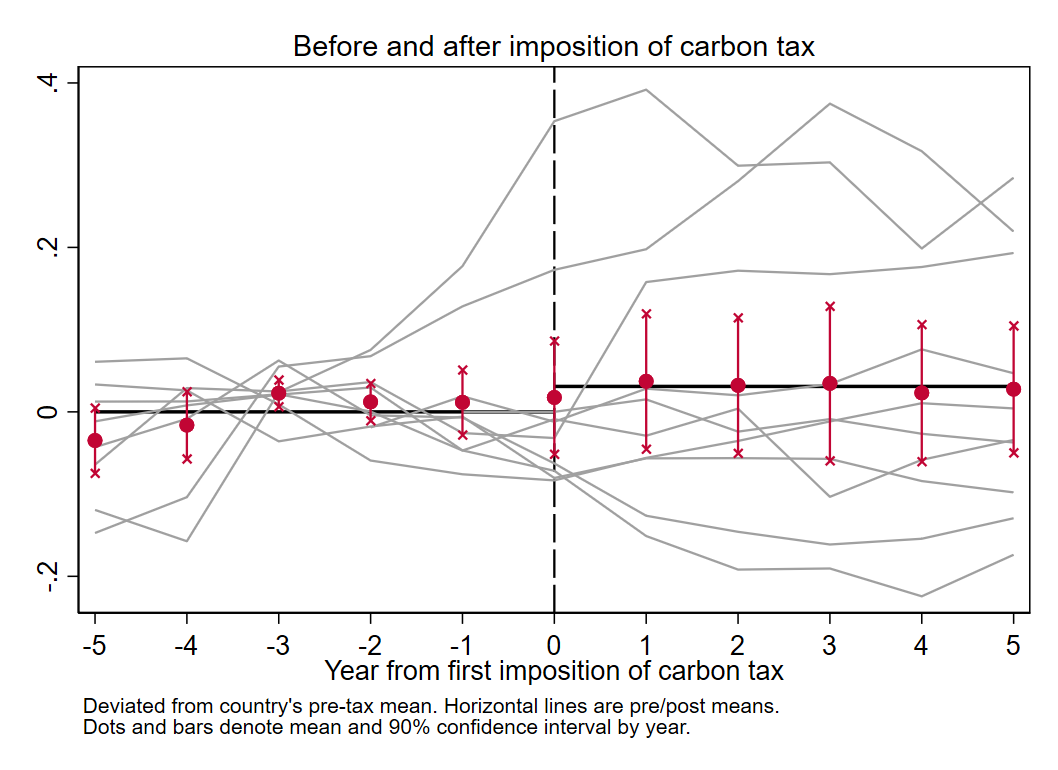 Before and after imposition of carbon tax
.4
.2
0
-.2
-5 -4 -3 -2 -1 0 1 2 3 4 5
Year from first imposition of carbon tax
Deviated from country's pre-tax mean. Horizontal lines are pre/post means.
Dots and bars denote mean and 90% confidence interval by year.